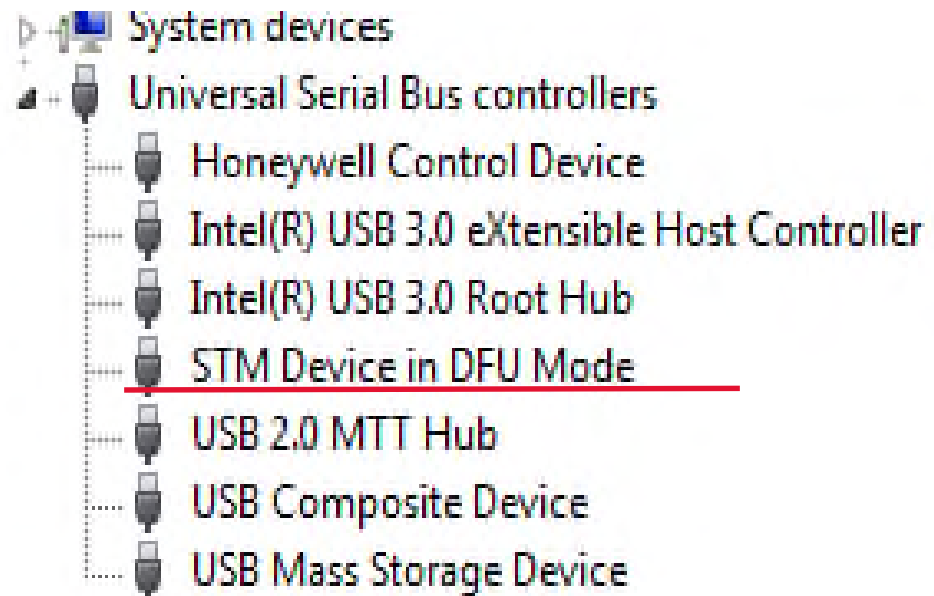 System devices
Universal Serial Bus controllers
Honeywell Control Device
Intel(R) USB 3.0 eXtensible Host Controller
Intel(R) USB 3.0 Root Hub
STM Device in DFU Mode
USB 2.0 MTT Hub
USB Composite Device
USB Mass Storage Device